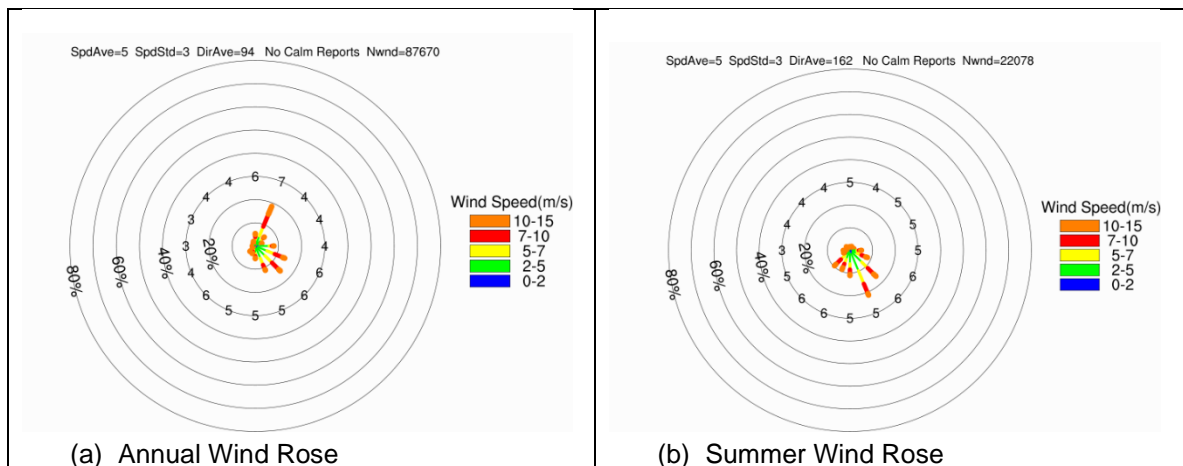 SpdAve=5 SpdStd=3 DirAve=94 No Calm Reports Nwnd=87670
4 6 7
4 4
3 4
3 4
4 6
6 6
6 5 5
20%
40%
60%
80%
Wind Speed(m/s)
10-15
7-10
5-7
2-5
0-2
(a) Annual Wind Rose
SpdAve=5 SpdStd=3 DirAve=162 No Calm Reports Nwnd=22078
4 5 5
4 4
3 5
3 5
5 5
5 6
6 5 5
20%
40%
60%
80%
Wind Speed(m/s)
10-15
7-10
5-7
2-5
0-2
(b) Summer Wind Rose